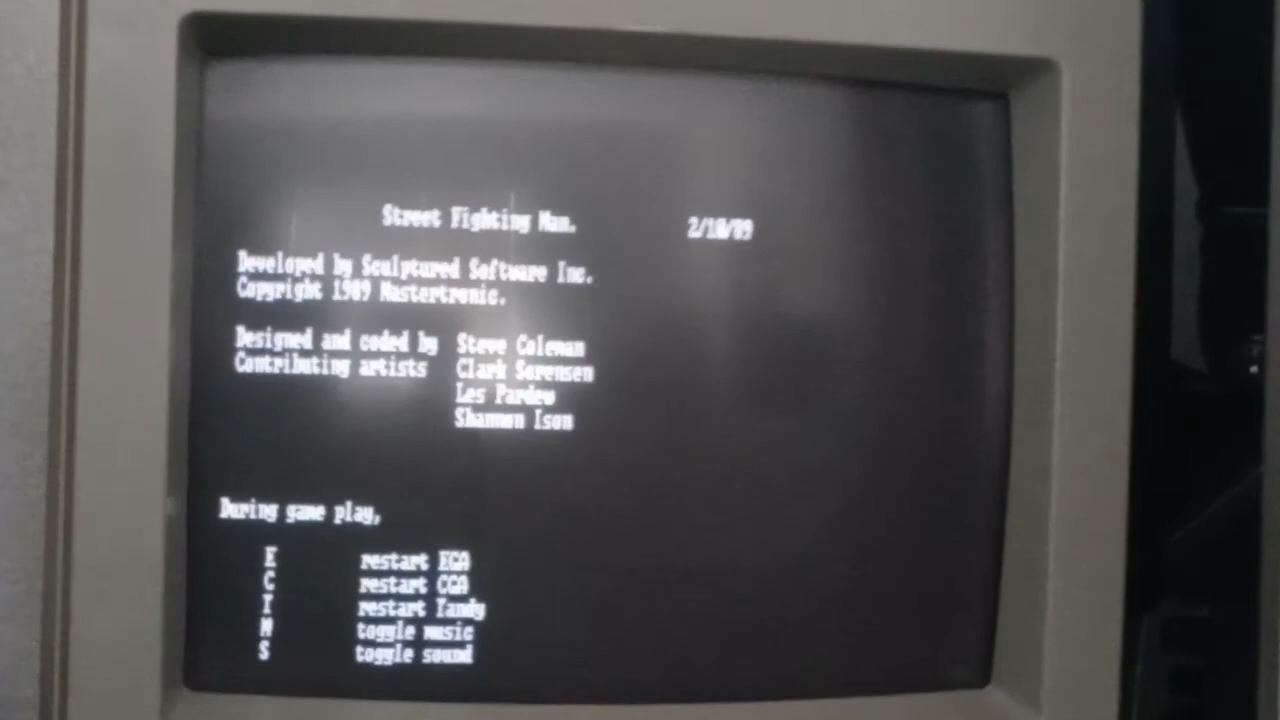 Street Fighting Man. 2/10/89
Developed by Sculptured Software Inc.
Copyright 1989 Mastertronic.
Designed and coded by Steve Coleman
Contributing artists Clark Sorensen
Les Pardew
Shannon Ison
During game play,
E restart EGA
C restart CGA
T restart Tandy
M toggle music
S toggle sound